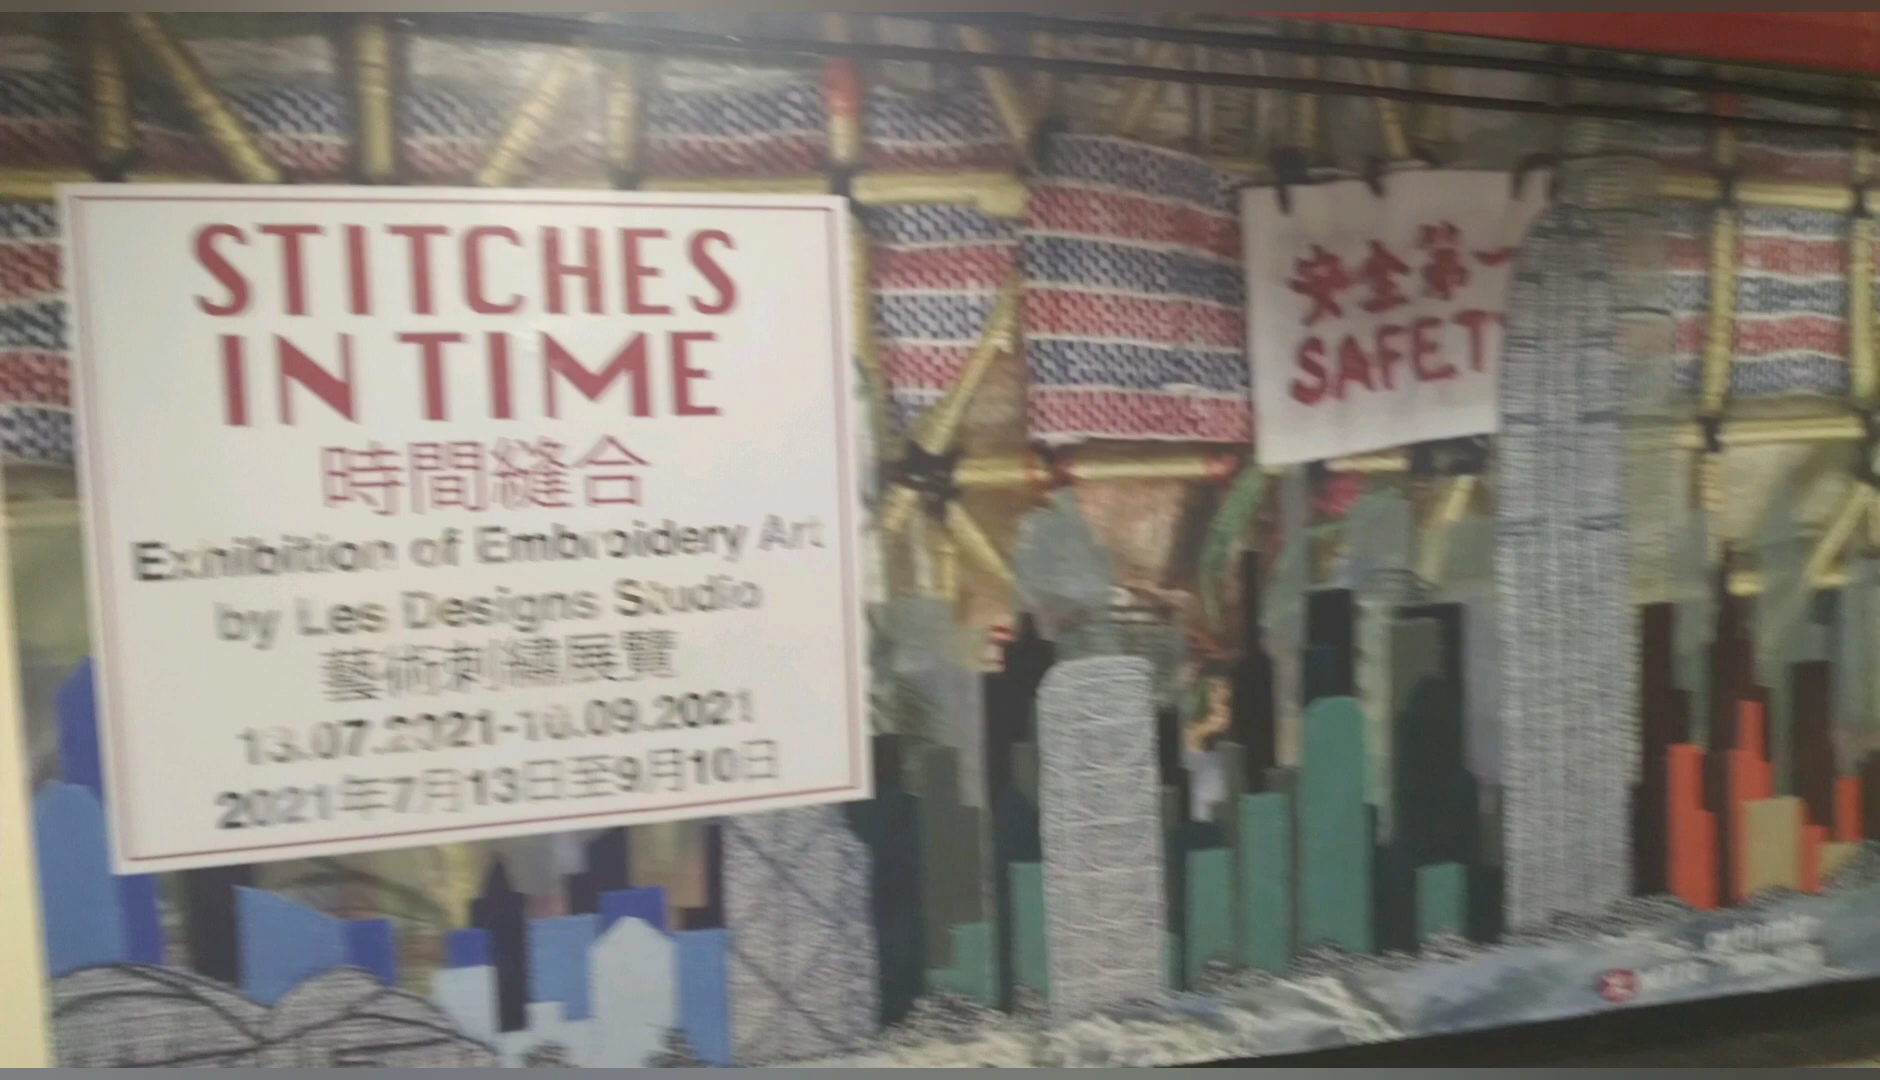 STITCHES
IN TIME
時間縫合
Exhibition of Embroidery Art
by Les Designs Studio
藝術刺繡展覽
13.07.2021-10.09.2021
2021年7月13日至9月10日
安全第一
SAFETY
MTR